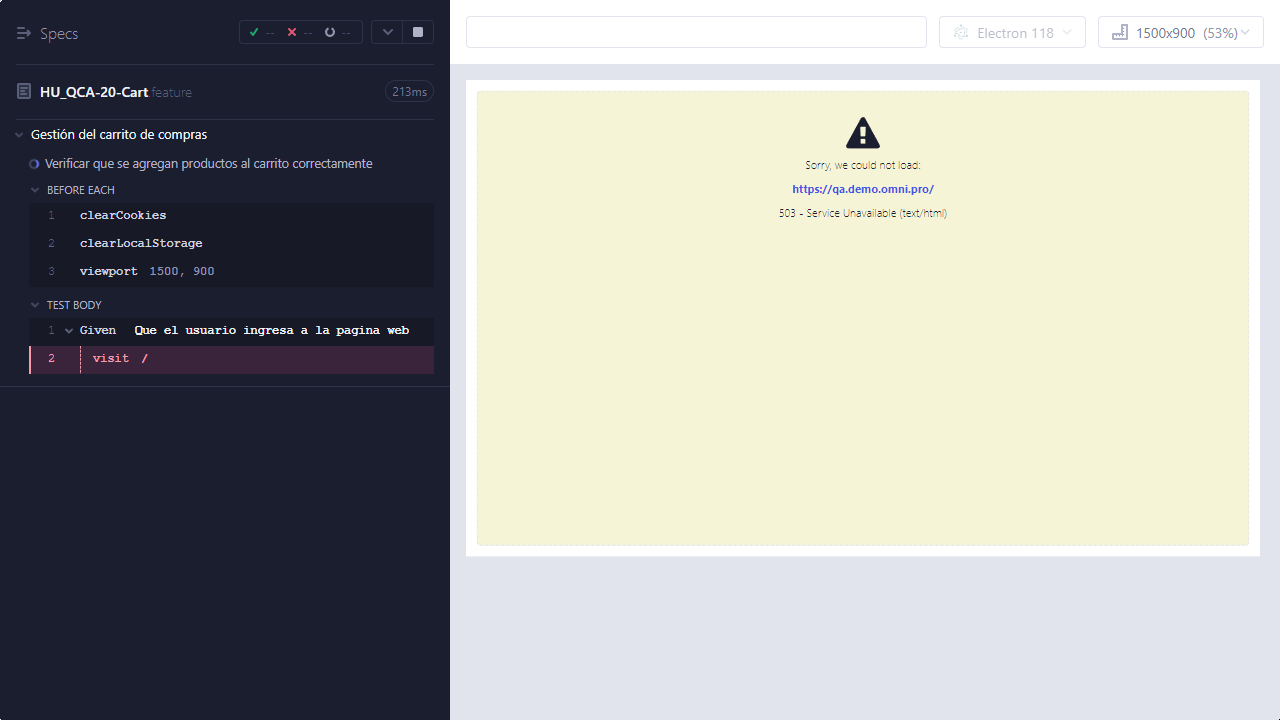 Specs
-- -- --
HU_QCA-20-Cart.feature
213ms
Gestión del carrito de compras
Verificar que se agregan productos al carrito correctamente
BEFORE EACH
1 clearCookies
2 clearLocalStorage
3 viewport 1500, 900
TEST BODY
1 Given Que el usuario ingresa a la pagina web
2 visit /
Electron 118
1500x900 (53%)
Sorry, we could not load:
https://qa.demo.omni.pro/
503 - Service Unavailable (text/html)